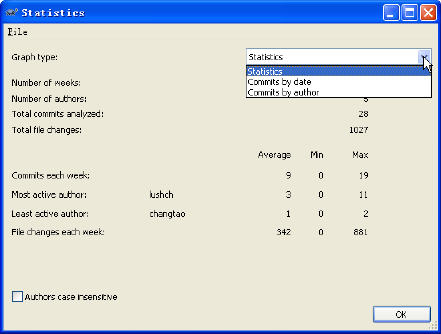 Statistics
File
Graph type: Statistics
Statistics
Number of weeks: Commits by date
Number of authors: Commits by author 5
Total commits analyzed: 28
Total file changes: 1027
Average Min Max
Commits each week: 9 0 19
Most active author: lushch 3 0 11
Least active author: changtao 1 0 2
File changes each week: 342 0 881
Authors case insensitive
OK